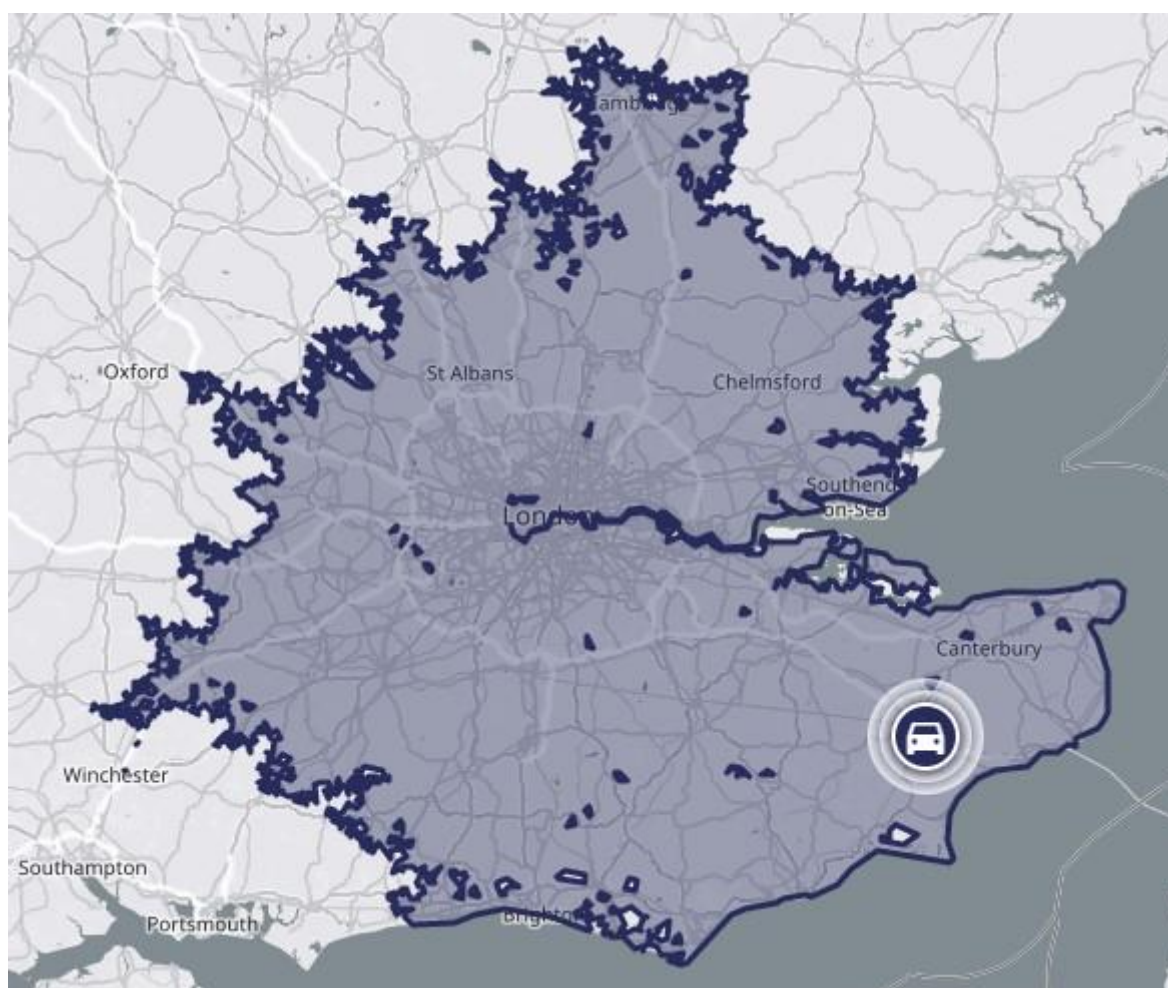 Oxford
St Albans
Chelmsford
Southend
-on-Sea
London
Canterbury
Winchester
Southampton
Portsmouth